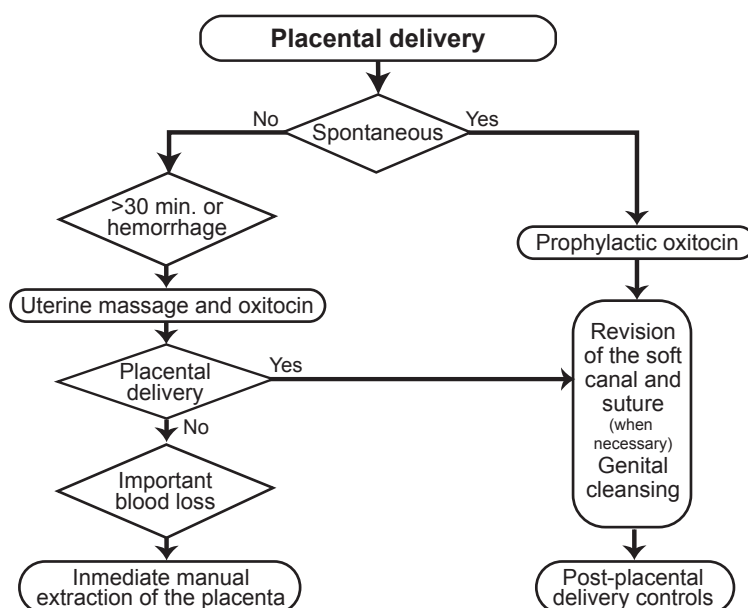 Placental delivery
Spontaneous
No
Yes
>30 min. or
hemorrhage
Prophylactic oxitocin
Uterine massage and oxitocin
Revision
of the soft
canal and
suture
(when
necessary)
Genital
cleansing
Placental
delivery
Yes
No
Important
blood loss
Inmediate manual
extraction of the placenta
Post-placental
delivery controls